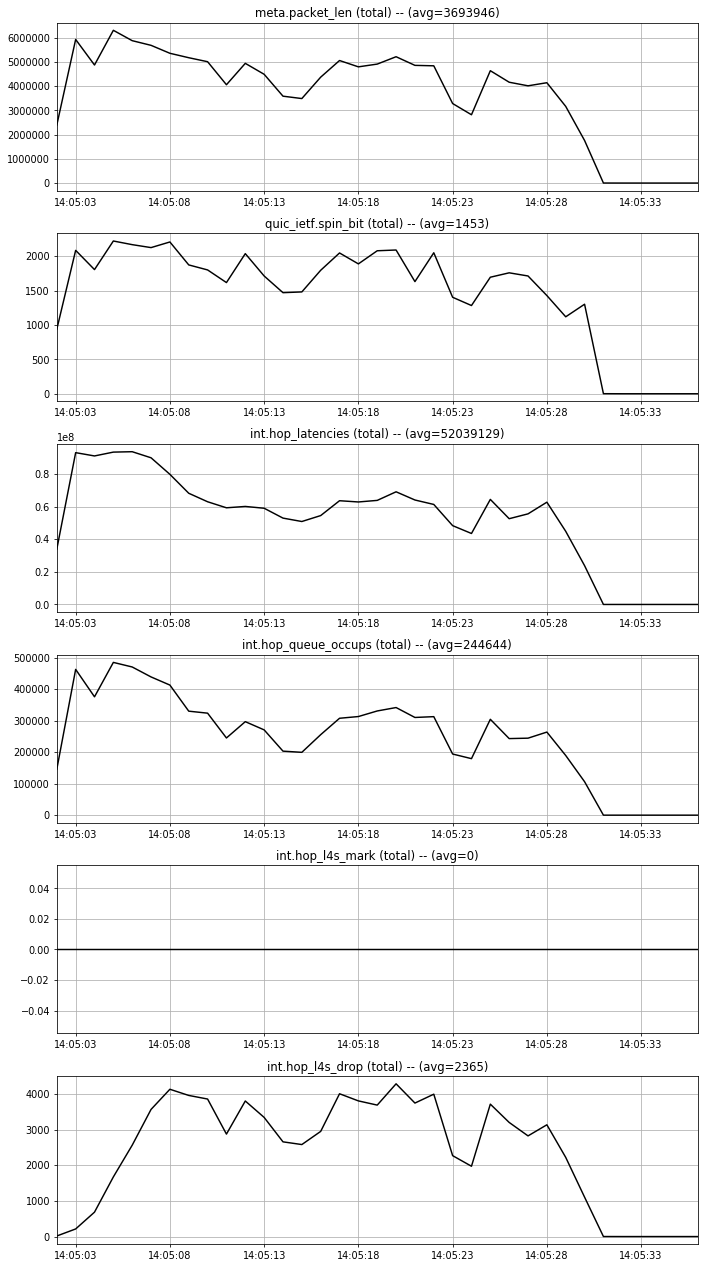 meta.packet_len (total) -- (avg=3693946)
6000000
5000000
4000000
3000000
2000000
1000000
0
14:05:03 14:05:08 14:05:13 14:05:18 14:05:23 14:05:28 14:05:33
quic_ietf.spin_bit (total) -- (avg=1453)
2000
1500
1000
500
0
14:05:03 14:05:08 14:05:13 14:05:18 14:05:23 14:05:28 14:05:33
int.hop_latencies (total) -- (avg=52039129)
1e8
0.8
0.6
0.4
0.2
0.0
14:05:03 14:05:08 14:05:13 14:05:18 14:05:23 14:05:28 14:05:33
int.hop_queue_occups (total) -- (avg=244644)
500000
400000
300000
200000
100000
0
14:05:03 14:05:08 14:05:13 14:05:18 14:05:23 14:05:28 14:05:33
int.hop_l4s_mark (total) -- (avg=0)
0.04
0.02
0.00
−0.02
−0.04
14:05:03 14:05:08 14:05:13 14:05:18 14:05:23 14:05:28 14:05:33
int.hop_l4s_drop (total) -- (avg=2365)
4000
3000
2000
1000
0
14:05:03 14:05:08 14:05:13 14:05:18 14:05:23 14:05:28 14:05:33